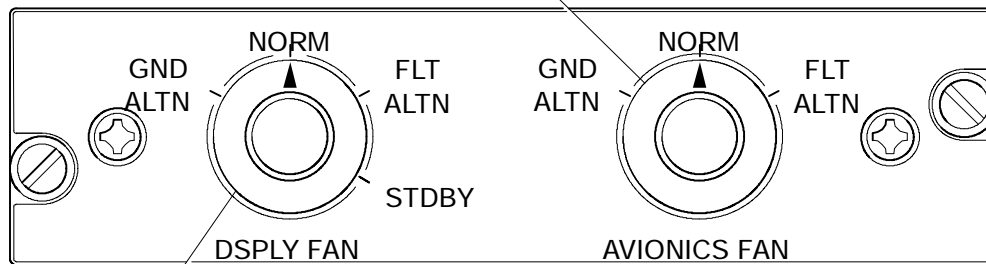 NORM
GND
ALTN
FLT
ALTN
STDBY
DSPLY FAN
NORM
GND
ALTN
FLT
ALTN
AVIONICS FAN